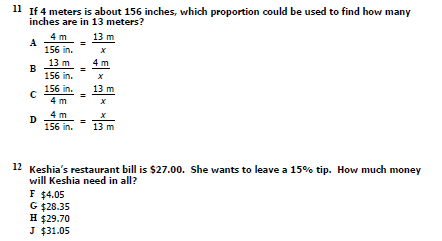 11 If 4 meters is about 156 inches, which proportion could be used to find how many
inches are in 13 meters?
A 4 m / 156 in. = 13 m / x
B 13 m / 156 in. = 4 m / x
C 156 in. / 4 m = 13 m / x
D 4 m / 156 in. = x / 13 m
12 Keshia's restaurant bill is $27.00. She wants to leave a 15% tip. How much money
will Keshia need in all?
F $4.05
G $28.35
H $29.70
J $31.05